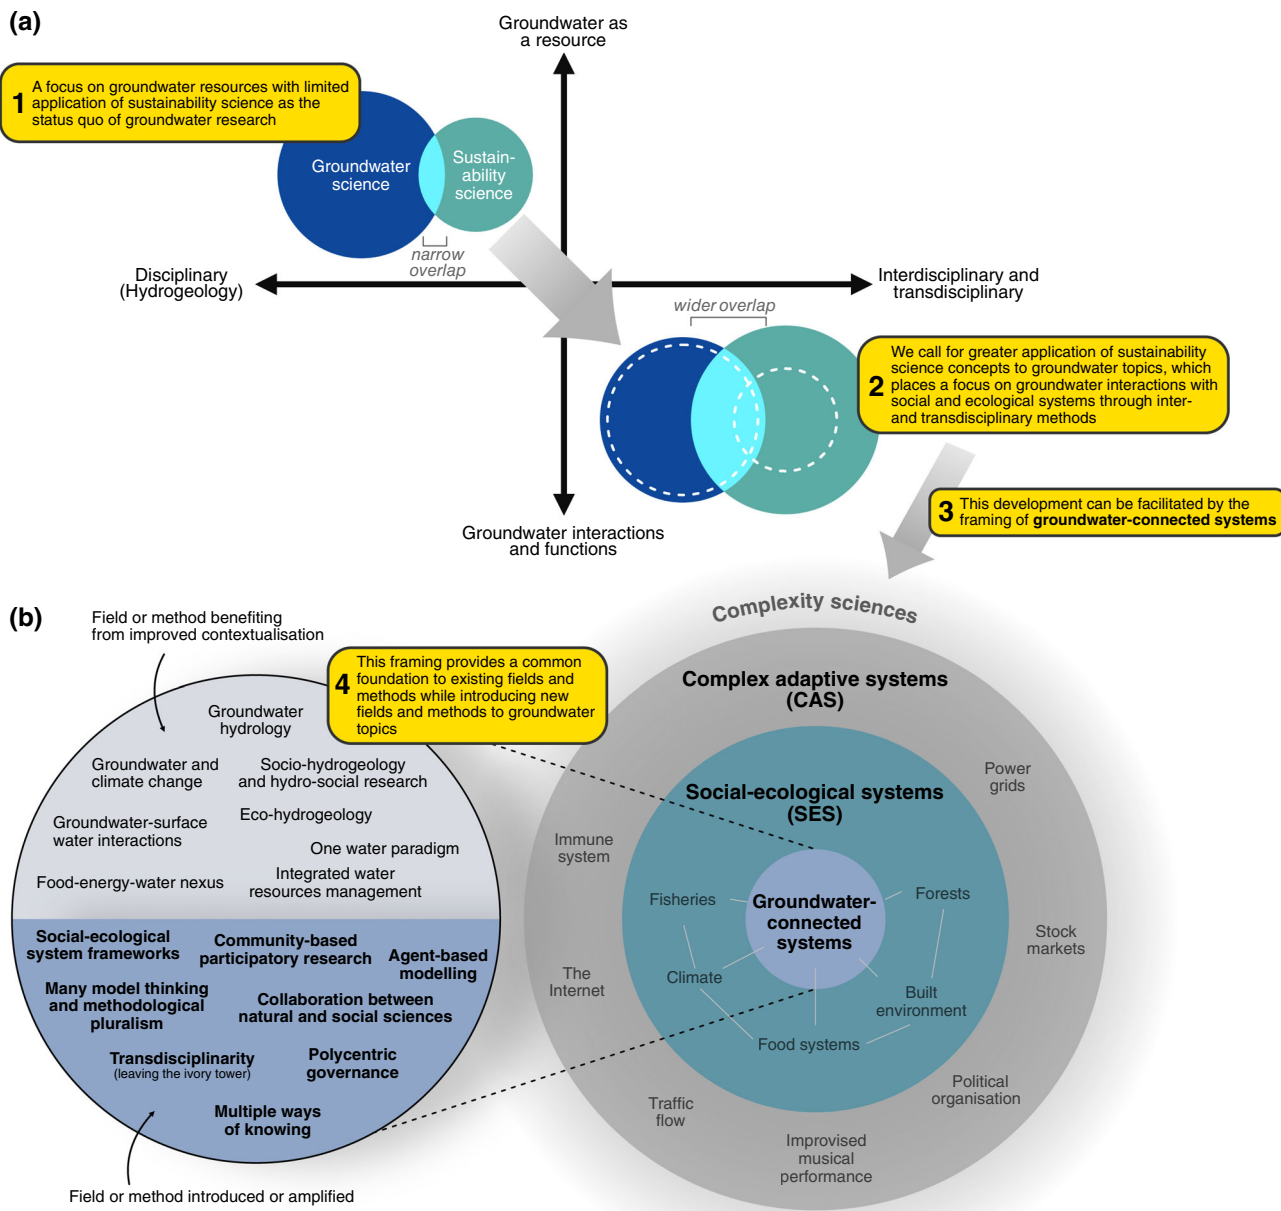 (a)
Groundwater as
a resource
1
A focus on groundwater resources with limited
application of sustainability science as the
status quo of groundwater research
Groundwater
science
Sustain-
ability
science
narrow
overlap
Disciplinary
(Hydrogeology)
Interdisciplinary and
transdisciplinary
wider overlap
2
We call for greater application of sustainability
science concepts to groundwater topics, which
places a focus on groundwater interactions with
social and ecological systems through inter-
and transdisciplinary methods
Groundwater interactions
and functions
3
This development can be facilitated by the
framing of groundwater-connected systems
(b)
Field or method benefiting
from improved contextualisation
4
This framing provides a common
foundation to existing fields and
methods while introducing new
fields and methods to groundwater
topics
Groundwater
hydrology
Groundwater and
climate change
Socio-hydrogeology
and hydro-social research
Groundwater-surface
water interactions
Eco-hydrogeology
One water paradigm
Food-energy-water nexus
Integrated water
resources management
Social-ecological
system frameworks
Community-based
participatory research
Agent-based
modelling
Many model thinking
and methodological
pluralism
Collaboration between
natural and social sciences
Transdisciplinarity
(leaving the ivory tower)
Polycentric
governance
Multiple ways
of knowing
Field or method introduced or amplified
Complexity sciences
Complex adaptive systems
(CAS)
Power
grids
Social-ecological systems
(SES)
Immune
system
Fisheries
Groundwater-
connected
systems
Forests
Stock
markets
The
Internet
Climate
Built
environment
Food systems
Political
organisation
Traffic
flow
Improvised
musical
performance